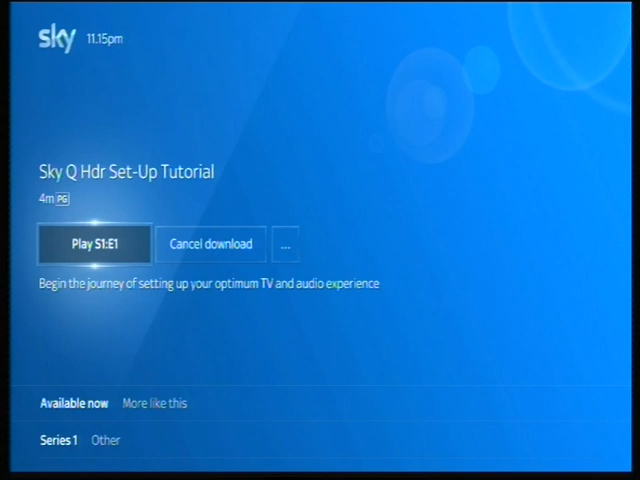 sky 11.15pm
Sky Q Hdr Set-Up Tutorial
4m PG
Play S1:E1 Cancel download ...
Begin the journey of setting up your optimum TV and audio experience
Available now More like this
Series 1 Other